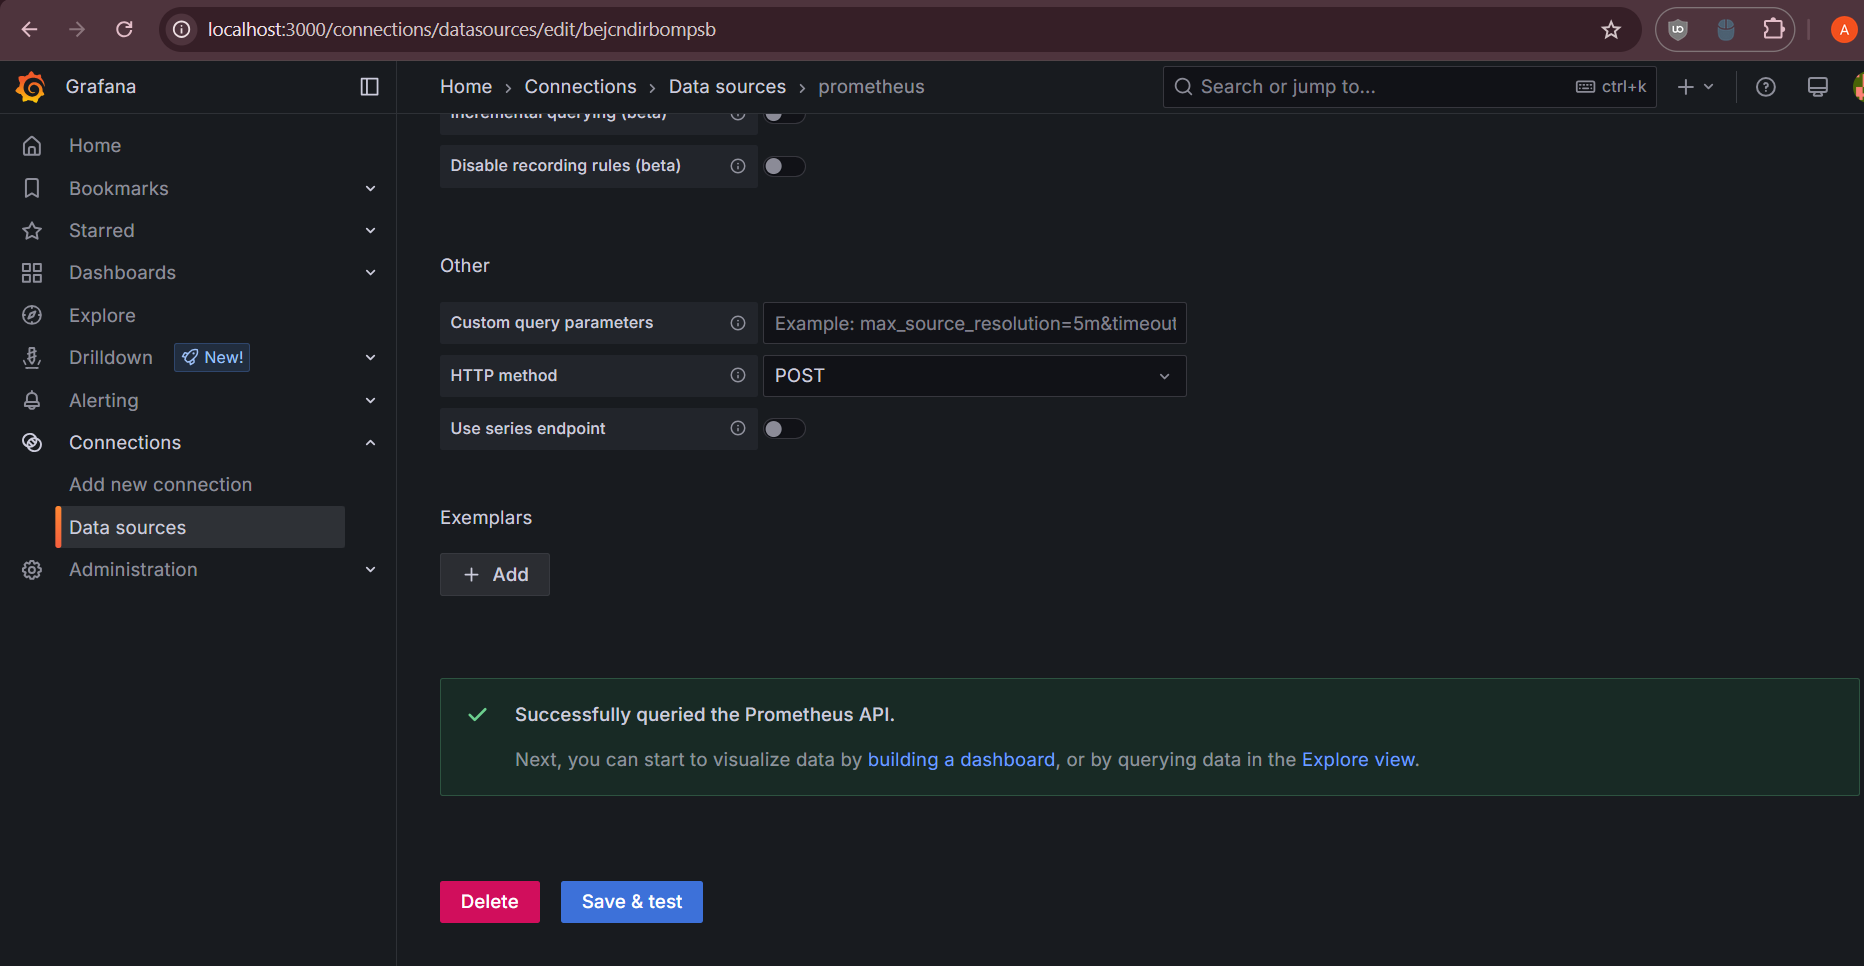 localhost:3000/connections/datasources/edit/bejcndirbompsb
A
Grafana
Home › Connections › Data sources › prometheus
Search or jump to...
ctrl+k
Home
Bookmarks
Starred
Dashboards
Explore
Drilldown
New!
Alerting
Connections
Add new connection
Data sources
Administration
Incremental querying (beta)
Disable recording rules (beta)
Other
Custom query parameters
Example: max_source_resolution=5m&timeout
HTTP method
POST
Use series endpoint
Exemplars
+ Add
Successfully queried the Prometheus API.
Next, you can start to visualize data by building a dashboard, or by querying data in the Explore view.
Delete
Save & test